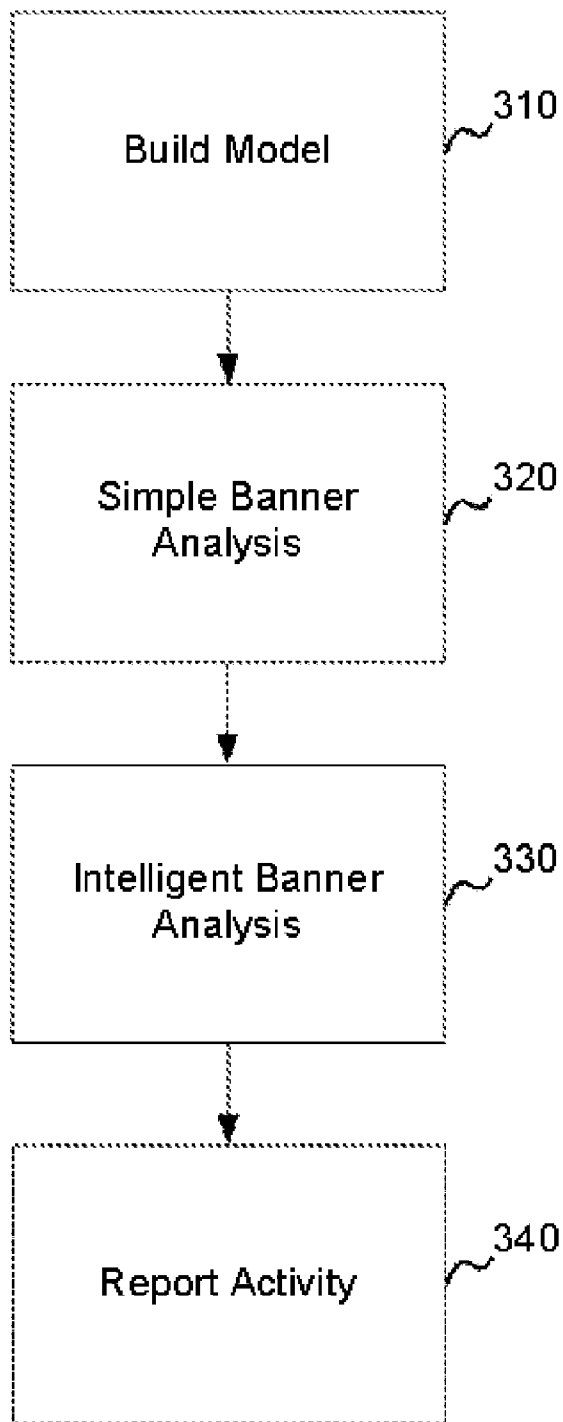 310
Build Model
320
Simple Banner
Analysis
330
Intelligent Banner
Analysis
340
Report Activity